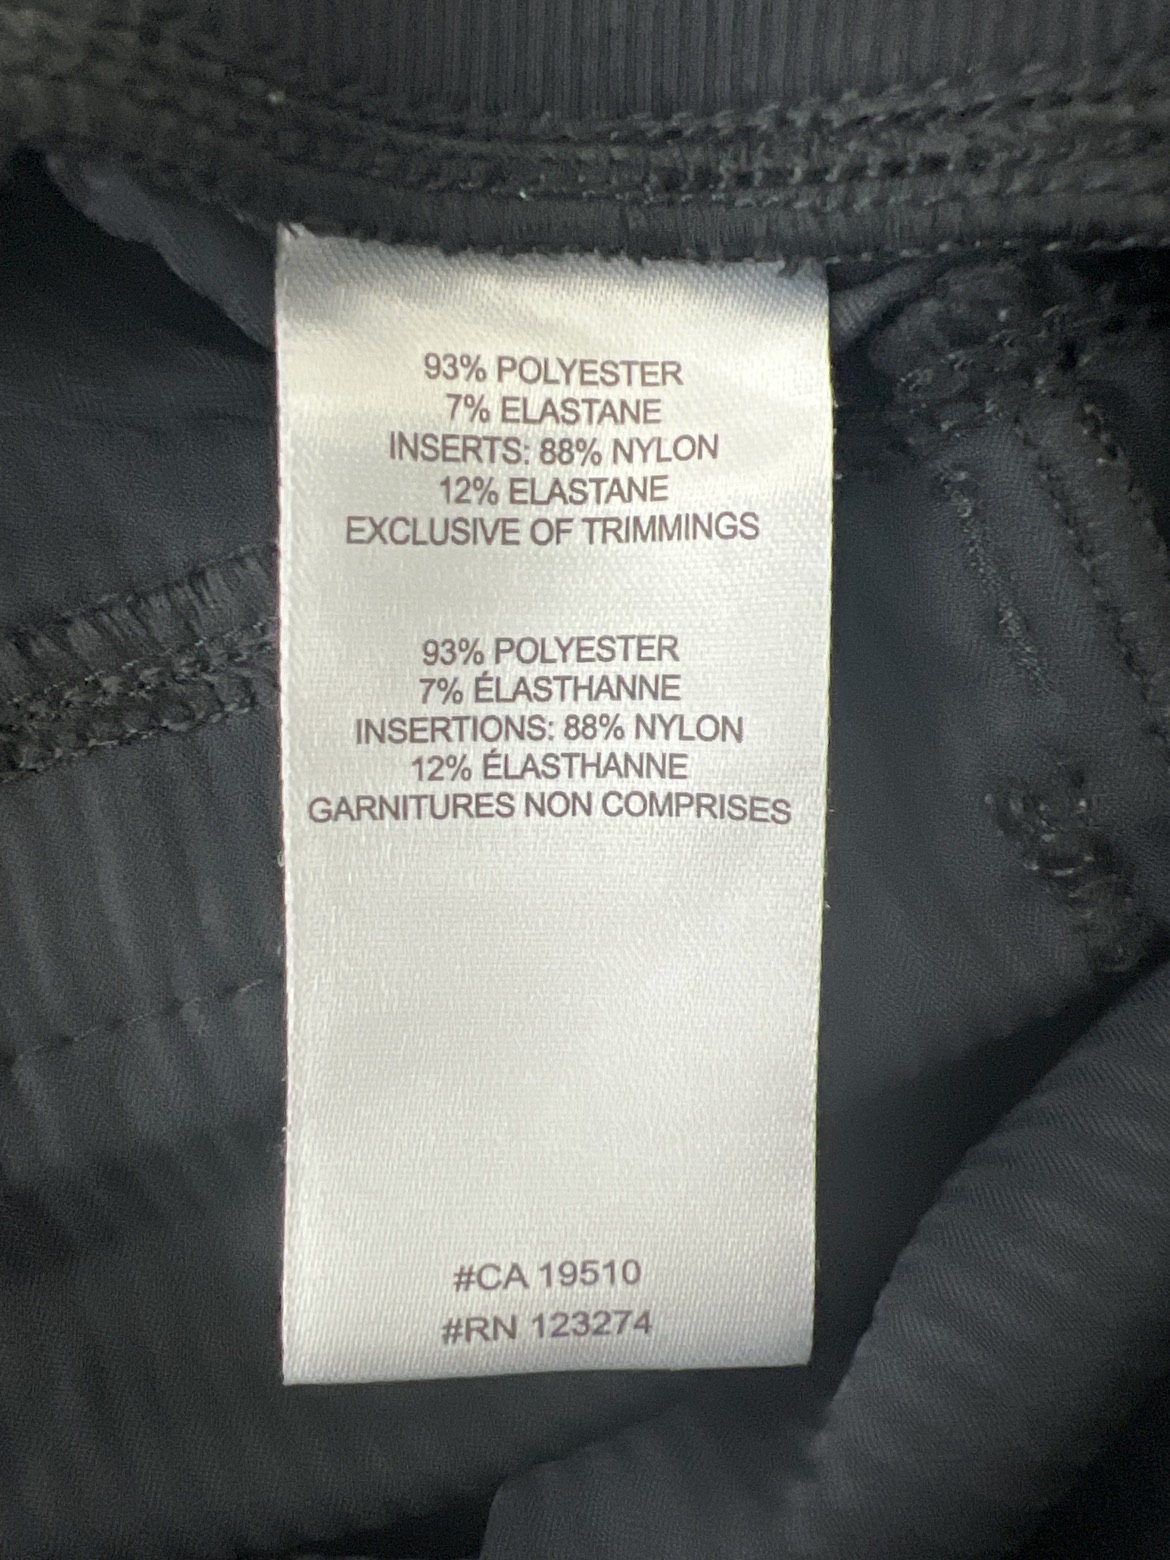 93% POLYESTER
7% ELASTANE
INSERTS: 88% NYLON
12% ELASTANE
EXCLUSIVE OF TRIMMINGS
93% POLYESTER
7% ÉLASTHANNE
INSERTIONS: 88% NYLON
12% ÉLASTHANNE
GARNITURES NON COMPRISES
#CA 19510
#RN 123274